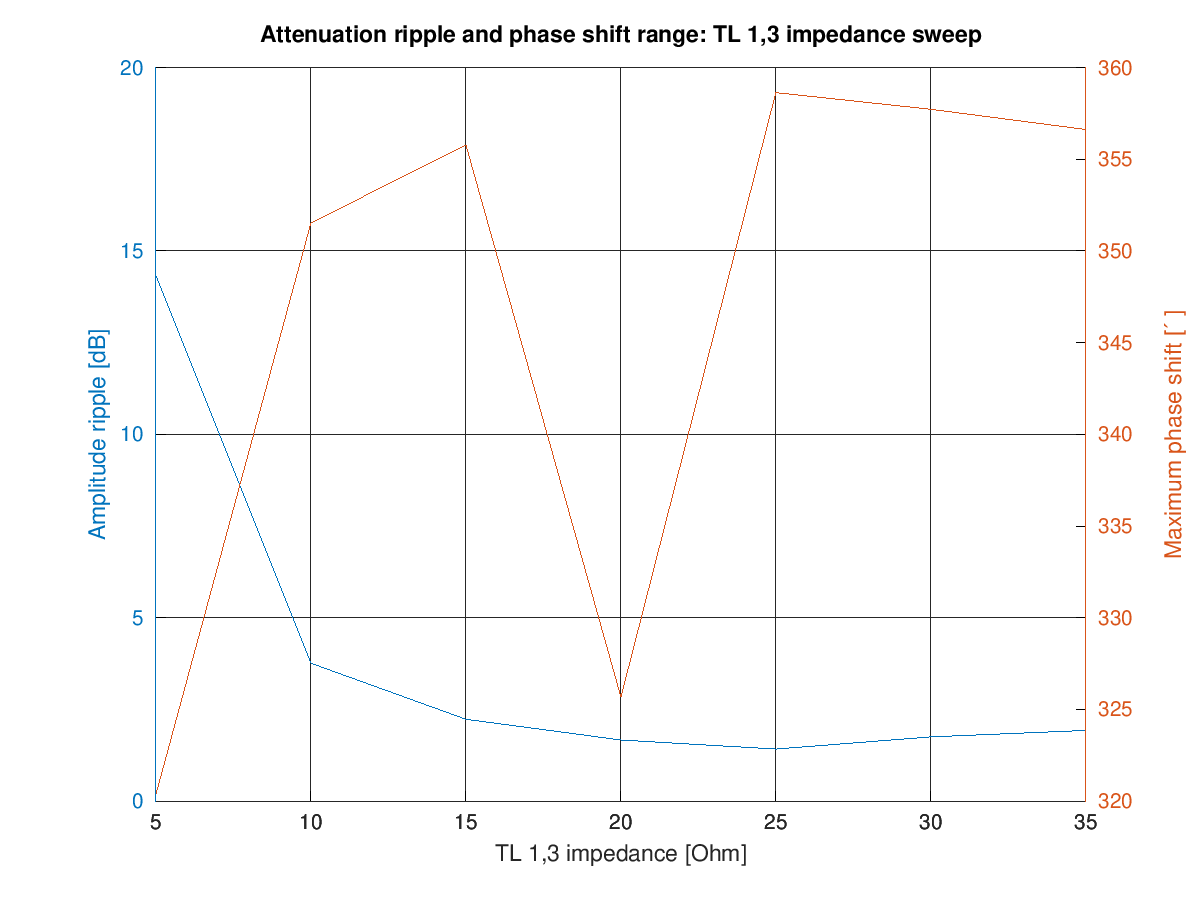 Attenuation ripple and phase shift range: TL 1,3 impedance sweep
20
15
10
5
0
Amplitude ripple [dB]
360
355
350
345
340
335
330
325
320
Maximum phase shift [´ ]
5 10 15 20 25 30 35
TL 1,3 impedance [Ohm]